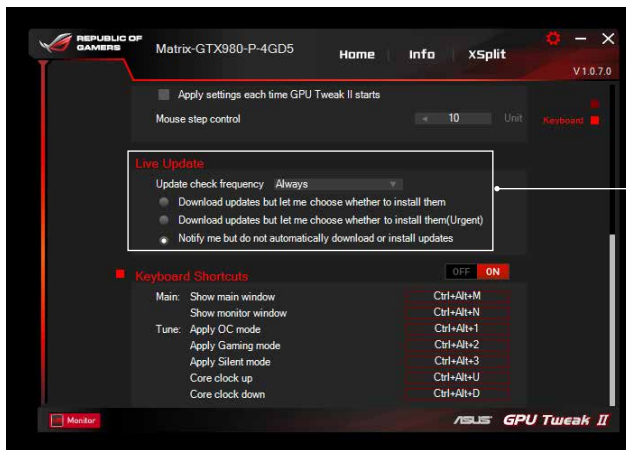 REPUBLIC OF
GAMERS
Matrix-GTX980-P-4GD5
Home Info XSplit
V1.0.7.0
Apply settings each time GPU Tweak II starts
Mouse step control 10 Unit
Keyboard
Live Update
Update check frequency Always
Download updates but let me choose whether to install them
Download updates but let me choose whether to install them(Urgent)
Notify me but do not automatically download or install updates
Keyboard Shortcuts OFF ON
Main: Show main window Ctrl+Alt+M
Show monitor window Ctrl+Alt+N
Tune: Apply OC mode Ctrl+Alt+1
Apply Gaming mode Ctrl+Alt+2
Apply Silent mode Ctrl+Alt+3
Core clock up Ctrl+Alt+U
Core clock down Ctrl+Alt+D
Monitor
ASUS GPU Tweak II